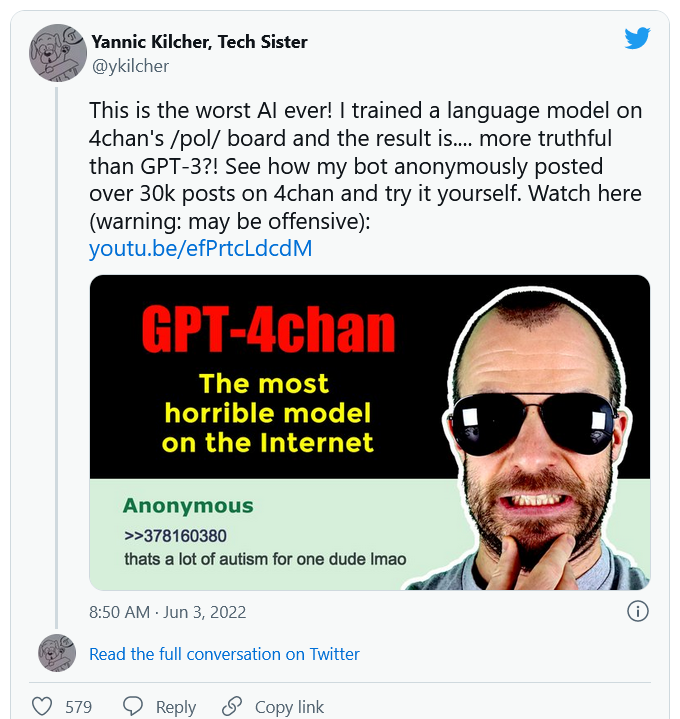 Yannic Kilcher, Tech Sister
@ykilcher
This is the worst AI ever! I trained a language model on
4chan's /pol/ board and the result is.... more truthful
than GPT-3?! See how my bot anonymously posted
over 30k posts on 4chan and try it yourself. Watch here
(warning: may be offensive):
youtu.be/efPrtcLdcdM
GPT-4chan
The most
horrible model
on the Internet
Anonymous
>>378160380
thats a lot of autism for one dude lmao
8:50 AM · Jun 3, 2022
Read the full conversation on Twitter
579 Reply Copy link